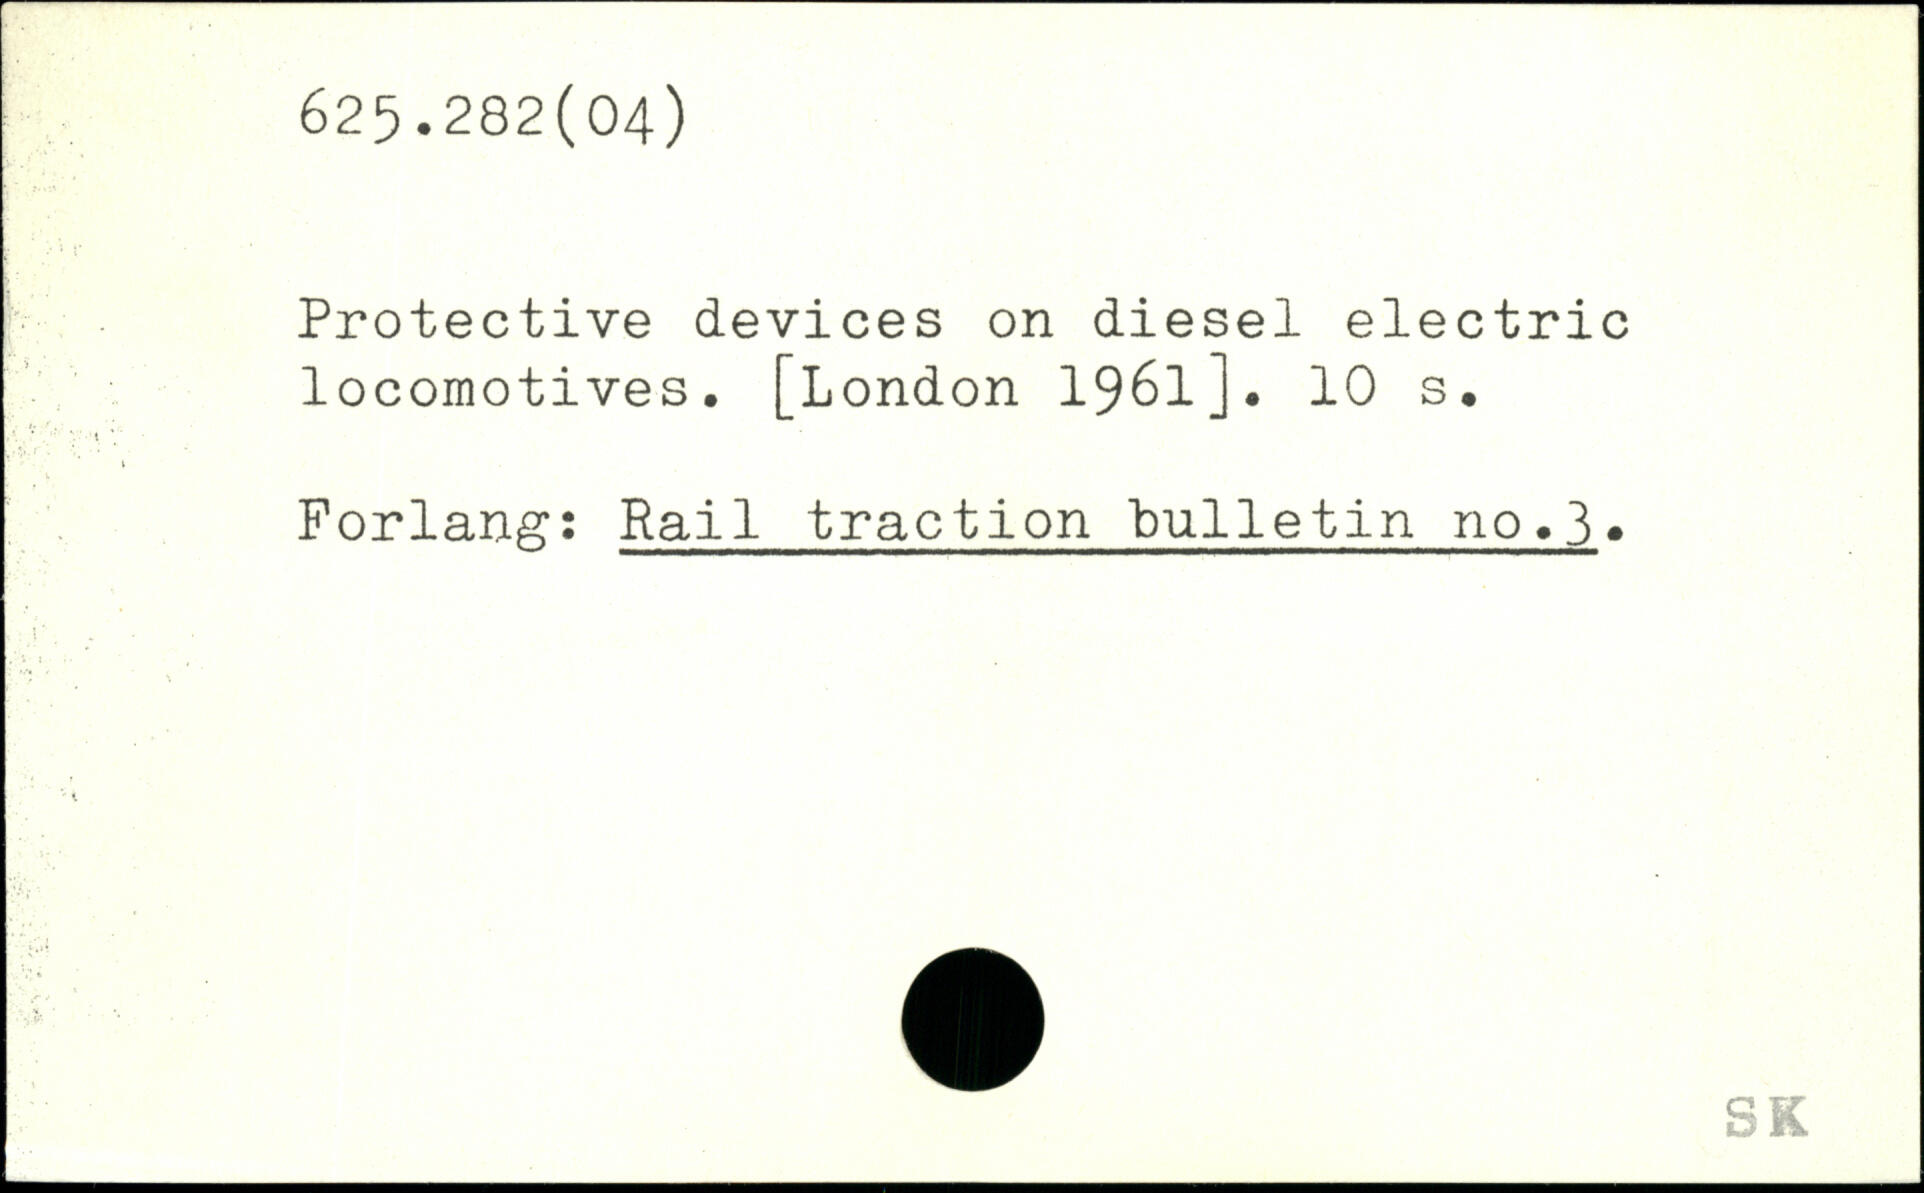 625.282(04)
Protective devices on diesel electric
locomotives. [London 1961]. 10 s.
Forlang: Rail traction bulletin no.3.
SK